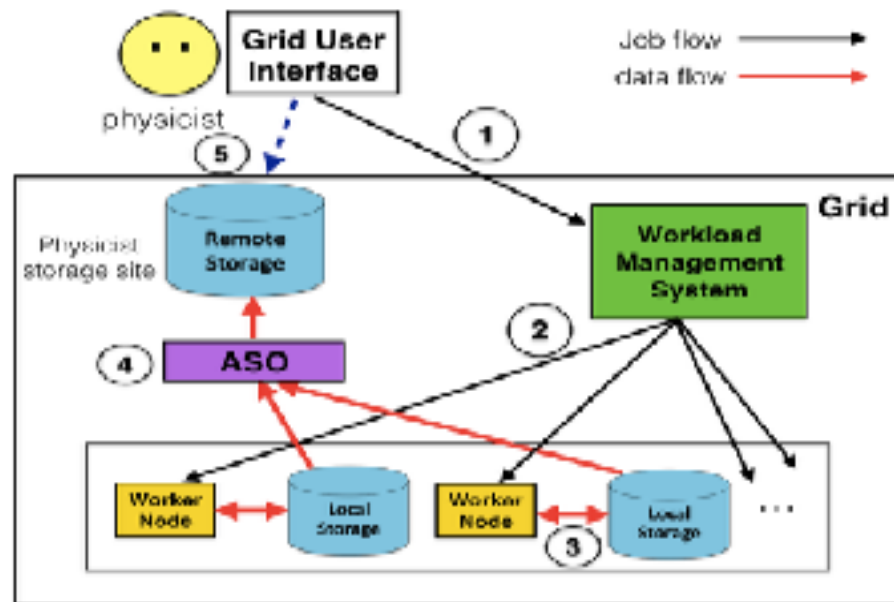 Grid User
Interface
Job flow
data flow
physicist
1
5
Grid
Physicist
storage site
Remote
Storage
Workload
Management
System
2
4
ASO
Worker
Node
Local
Storage
Worker
Node
Local
Storage
...
3